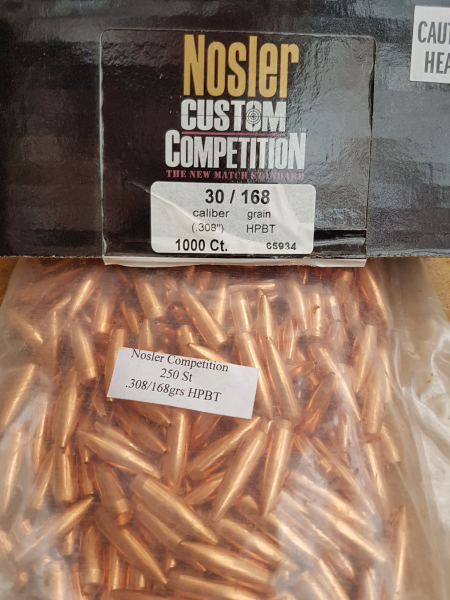 Nosler
CUSTOM
COMPETITION
THE NEW MATCH STANDARD
30 / 168
caliber grain
(.308") HPBT
1000 Ct. 65934
CAUT
HEA
Nosler Competition
250 St
.308/168grs HPBT